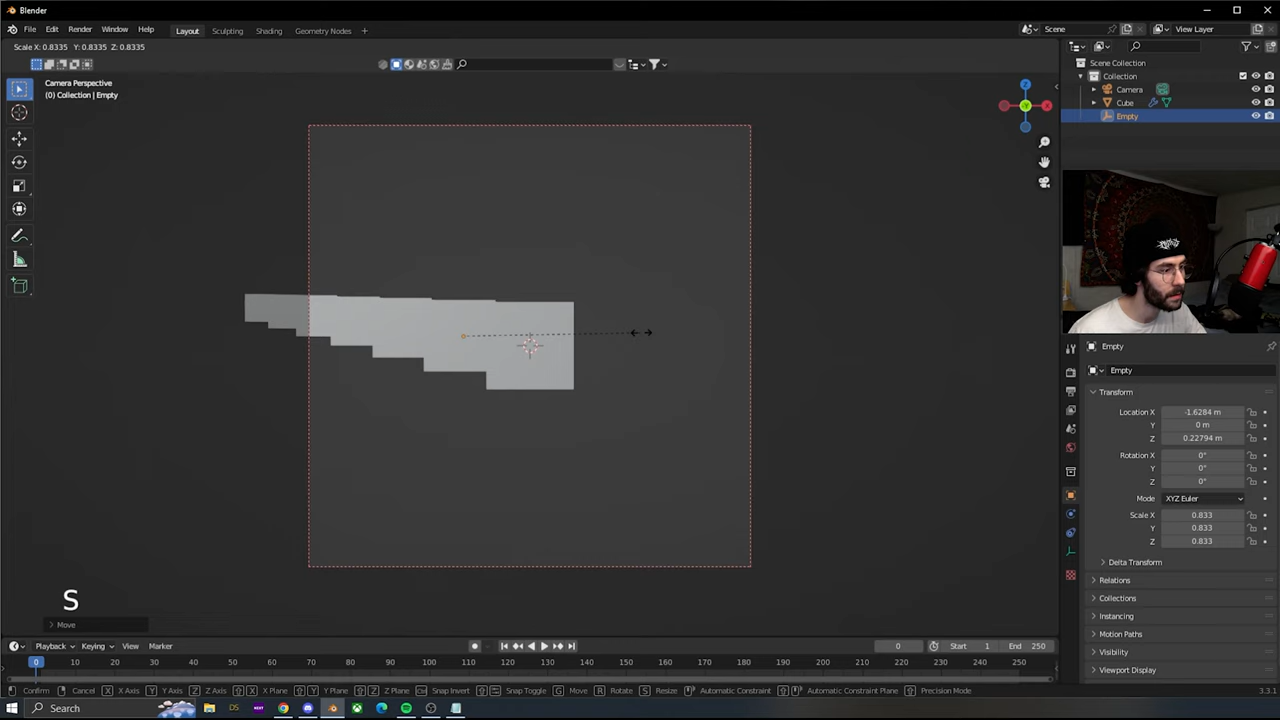 Blender
File Edit Render Window Help
Layout Sculpting Shading Geometry Nodes +
Scene
View Layer
Scale X: 0.8335 Y: 0.8335 Z: 0.8335
Camera Perspective
(0) Collection | Empty
Z
Y
X
Scene Collection
Collection
Camera
Cube
Empty
Empty
Empty
Transform
Location X -1.6284 m
Y 0 m
Z 0.22794 m
Rotation X 0°
Y 0°
Z 0°
Mode XYZ Euler
Scale X 0.833
Y 0.833
Z 0.833
Delta Transform
Relations
Collections
Instancing
Motion Paths
Visibility
Viewport Display
S
Move
Playback Keying View Marker
0 Start 1 End 250
0 10 20 30 40 50 60 70 80 90 100 110 120 130 140 150 160 170 180 190 200 210 220 230 240 250
Confirm Cancel X X Axis Y Y Axis Z Z Axis X X Plane Y Y Plane Z Z Plane Snap Invert Snap Toggle G Move R Rotate S Resize Automatic Constraint Automatic Constraint Plane Precision Mode
3.3.1
Search
DS
NEXT